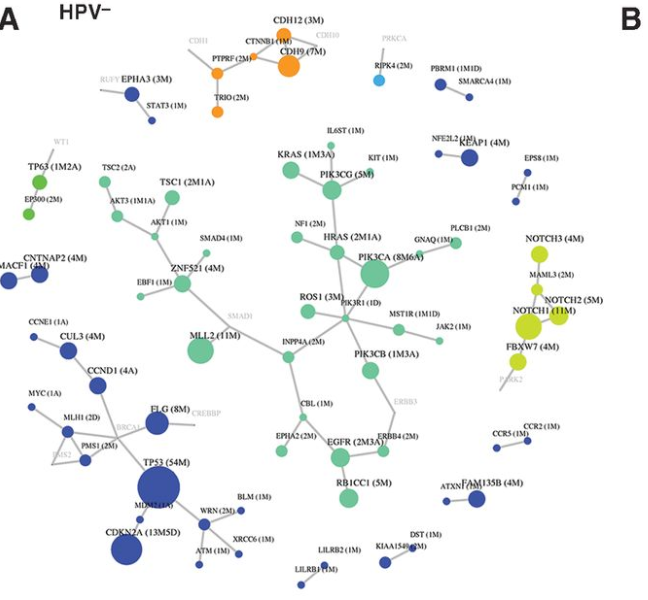 A
HPV–
B
CDH12 (3M)
CDH1
CTNNB1 (1M)
CDH10
CDH9 (7M)
PTPRF (2M)
TRIO (2M)
PRKCA
RIPK4 (2M)
PBRM1 (1M1D)
SMARCA4 (1M)
EPHA3 (3M)
STAT3 (1M)
NFE2L2 (1M)
KEAP1 (4M)
EPS8 (1M)
PCM1 (1M)
WT1
TP63 (1M2A)
EP300 (2M)
TSC2 (2A)
TSC1 (2M1A)
AKT3 (1M1A)
AKT1 (1M)
SMAD4 (1M)
ZNF521 (4M)
EBF1 (1M)
IL6ST (1M)
KRAS (1M3A)
KIT (1M)
PIK3CG (5M)
NF1 (2M)
PLCB2 (1M)
HRAS (2M1A)
GNAQ (1M)
PIK3CA (8M6A)
NOTCH3 (4M)
MAML3 (2M)
NOTCH2 (5M)
NOTCH1 (11M)
FBXW7 (4M)
PARK2
CNTNAP2 (4M)
MACF1 (4M)
ROS1 (3M)
PIK3R1 (1D)
MST1R (1M1D)
JAK2 (1M)
SMAD1
MLL2 (11M)
INPP4A (2M)
PIK3CB (1M3A)
CCNE1 (1A)
CUL3 (4M)
CCND1 (4A)
MYC (1A)
MLH1 (2D)
FLG (8M)
CREBBP
BRCA1
PMS1 (2M)
PMS2
CBL (1M)
ERBB3
EPHA2 (2M)
ERBB4 (2M)
EGFR (2M3A)
RB1CC1 (5M)
CCR2 (1M)
CCR5 (1M)
TP53 (54M)
CDKN2A (13M5D)
BLM (1M)
WRN (2M)
XRCC6 (1M)
ATM (1M)
FAM135B (4M)
ATXN1 (1M)
DST (1M)
KIAA1549 (2M)
LILRB2 (1M)
LILRB1 (1M)